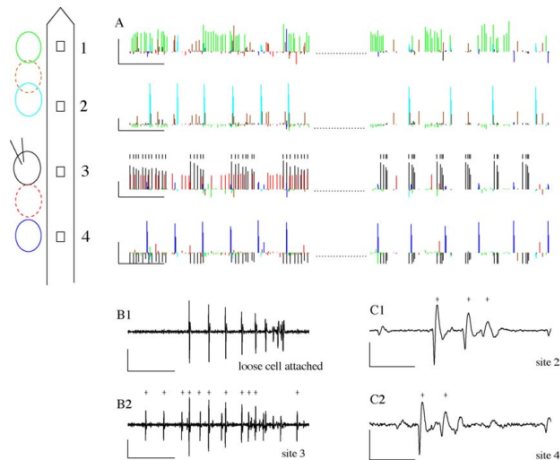 A
1
2
3
4
B1
loose cell attached
B2
site 3
C1
site 2
C2
site 4